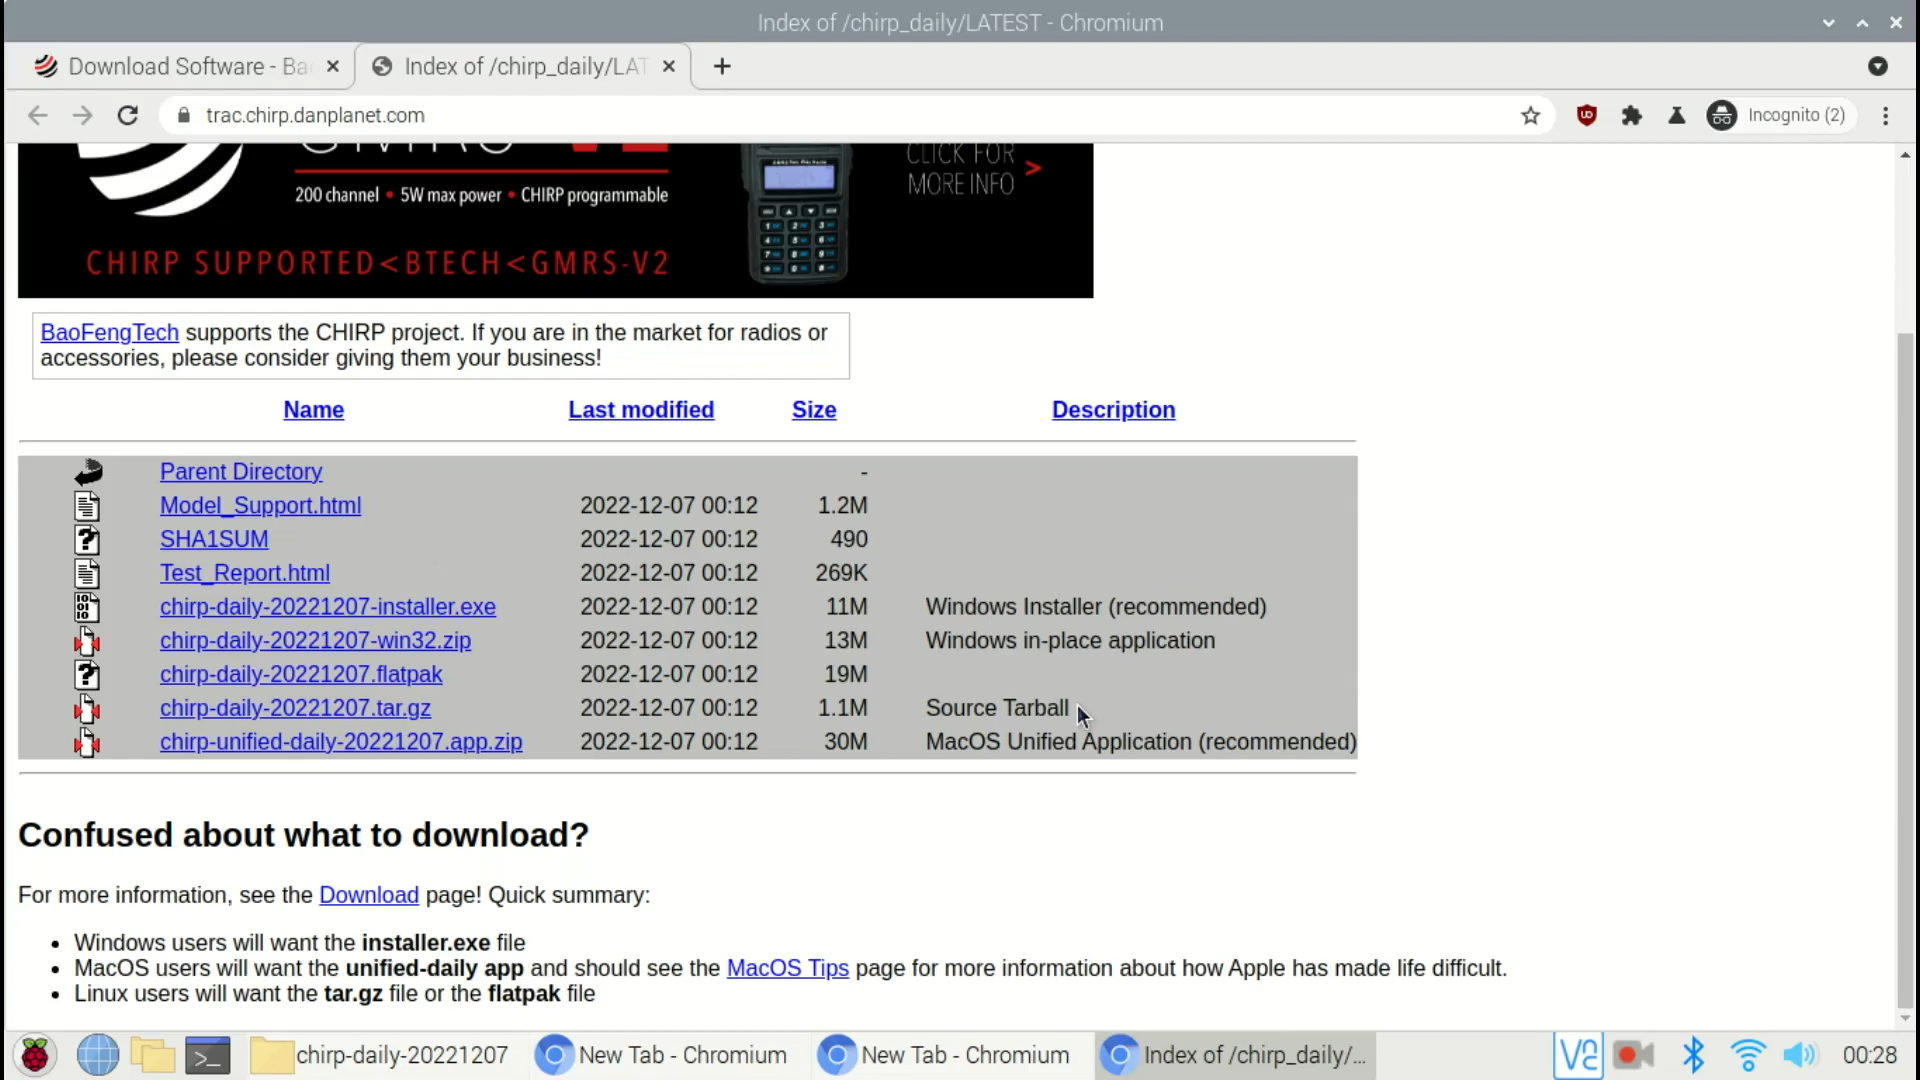 Index of /chirp_daily/LATEST - Chromium
Download Software - Ba
Index of /chirp_daily/LAT
trac.chirp.danplanet.com
Incognito (2)
200 channel • 5W max power • CHIRP programmable
CLICK FOR
MORE INFO >
CHIRP SUPPORTED<BTECH<GMRS-V2
BaoFengTech supports the CHIRP project. If you are in the market for radios or
accessories, please consider giving them your business!
Name Last modified Size Description
Parent Directory -
Model_Support.html 2022-12-07 00:12 1.2M
SHA1SUM 2022-12-07 00:12 490
Test_Report.html 2022-12-07 00:12 269K
chirp-daily-20221207-installer.exe 2022-12-07 00:12 11M Windows Installer (recommended)
chirp-daily-20221207-win32.zip 2022-12-07 00:12 13M Windows in-place application
chirp-daily-20221207.flatpak 2022-12-07 00:12 19M
chirp-daily-20221207.tar.gz 2022-12-07 00:12 1.1M Source Tarball
chirp-unified-daily-20221207.app.zip 2022-12-07 00:12 30M MacOS Unified Application (recommended)
Confused about what to download?
For more information, see the Download page! Quick summary:
• Windows users will want the installer.exe file
• MacOS users will want the unified-daily app and should see the MacOS Tips page for more information about how Apple has made life difficult.
• Linux users will want the tar.gz file or the flatpak file
chirp-daily-20221207
New Tab - Chromium
New Tab - Chromium
Index of /chirp_daily/...
00:28